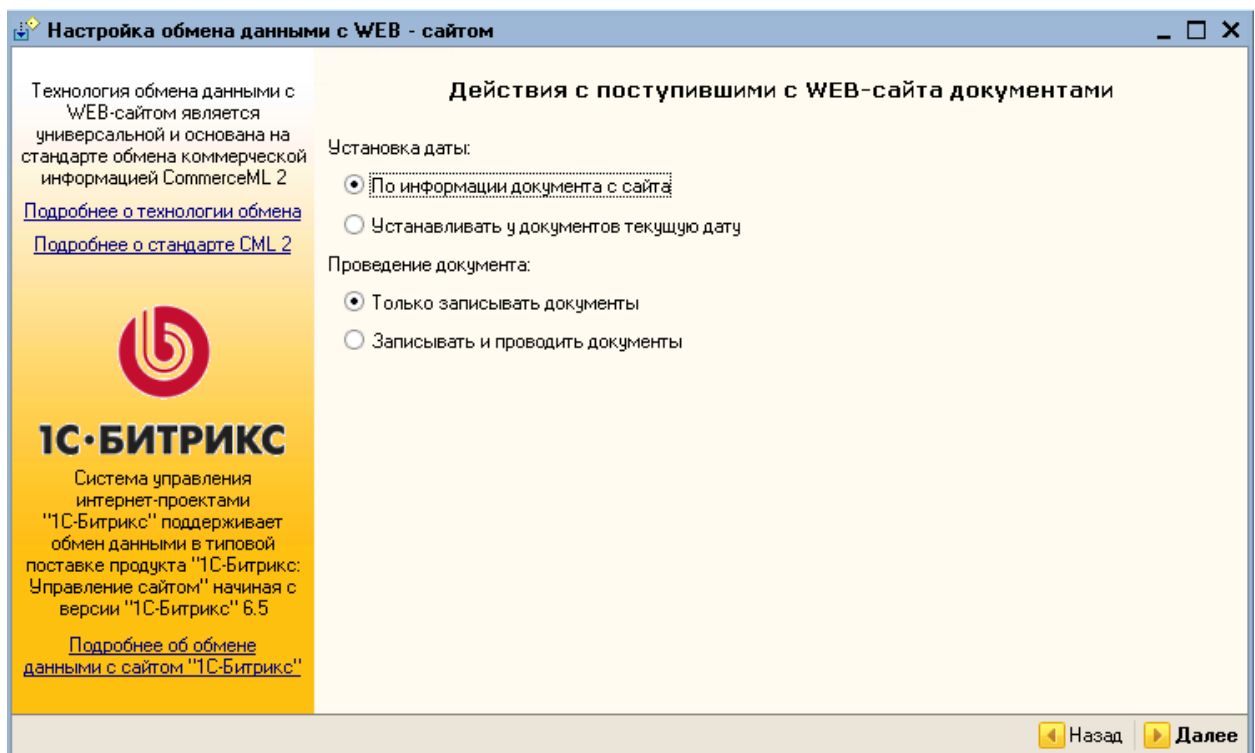 Настройка обмена данными с WEB - сайтом
Технология обмена данными с
WEB-сайтом является
универсальной и основана на
стандарте обмена коммерческой
информацией CommerceML 2
Подробнее о технологии обмена
Подробнее о стандарте CML 2
1С·БИТРИКС
Система управления
интернет-проектами
"1С-Битрикс" поддерживает
обмен данными в типовой
поставке продукта "1С-Битрикс:
Управление сайтом" начиная с
версии "1С-Битрикс" 6.5
Подробнее об обмене
данными с сайтом "1С-Битрикс"
Действия с поступившими с WEB-сайта документами
Установка даты:
По информации документа с сайта
Устанавливать у документов текущую дату
Проведение документа:
Только записывать документы
Записывать и проводить документы
Назад
Далее